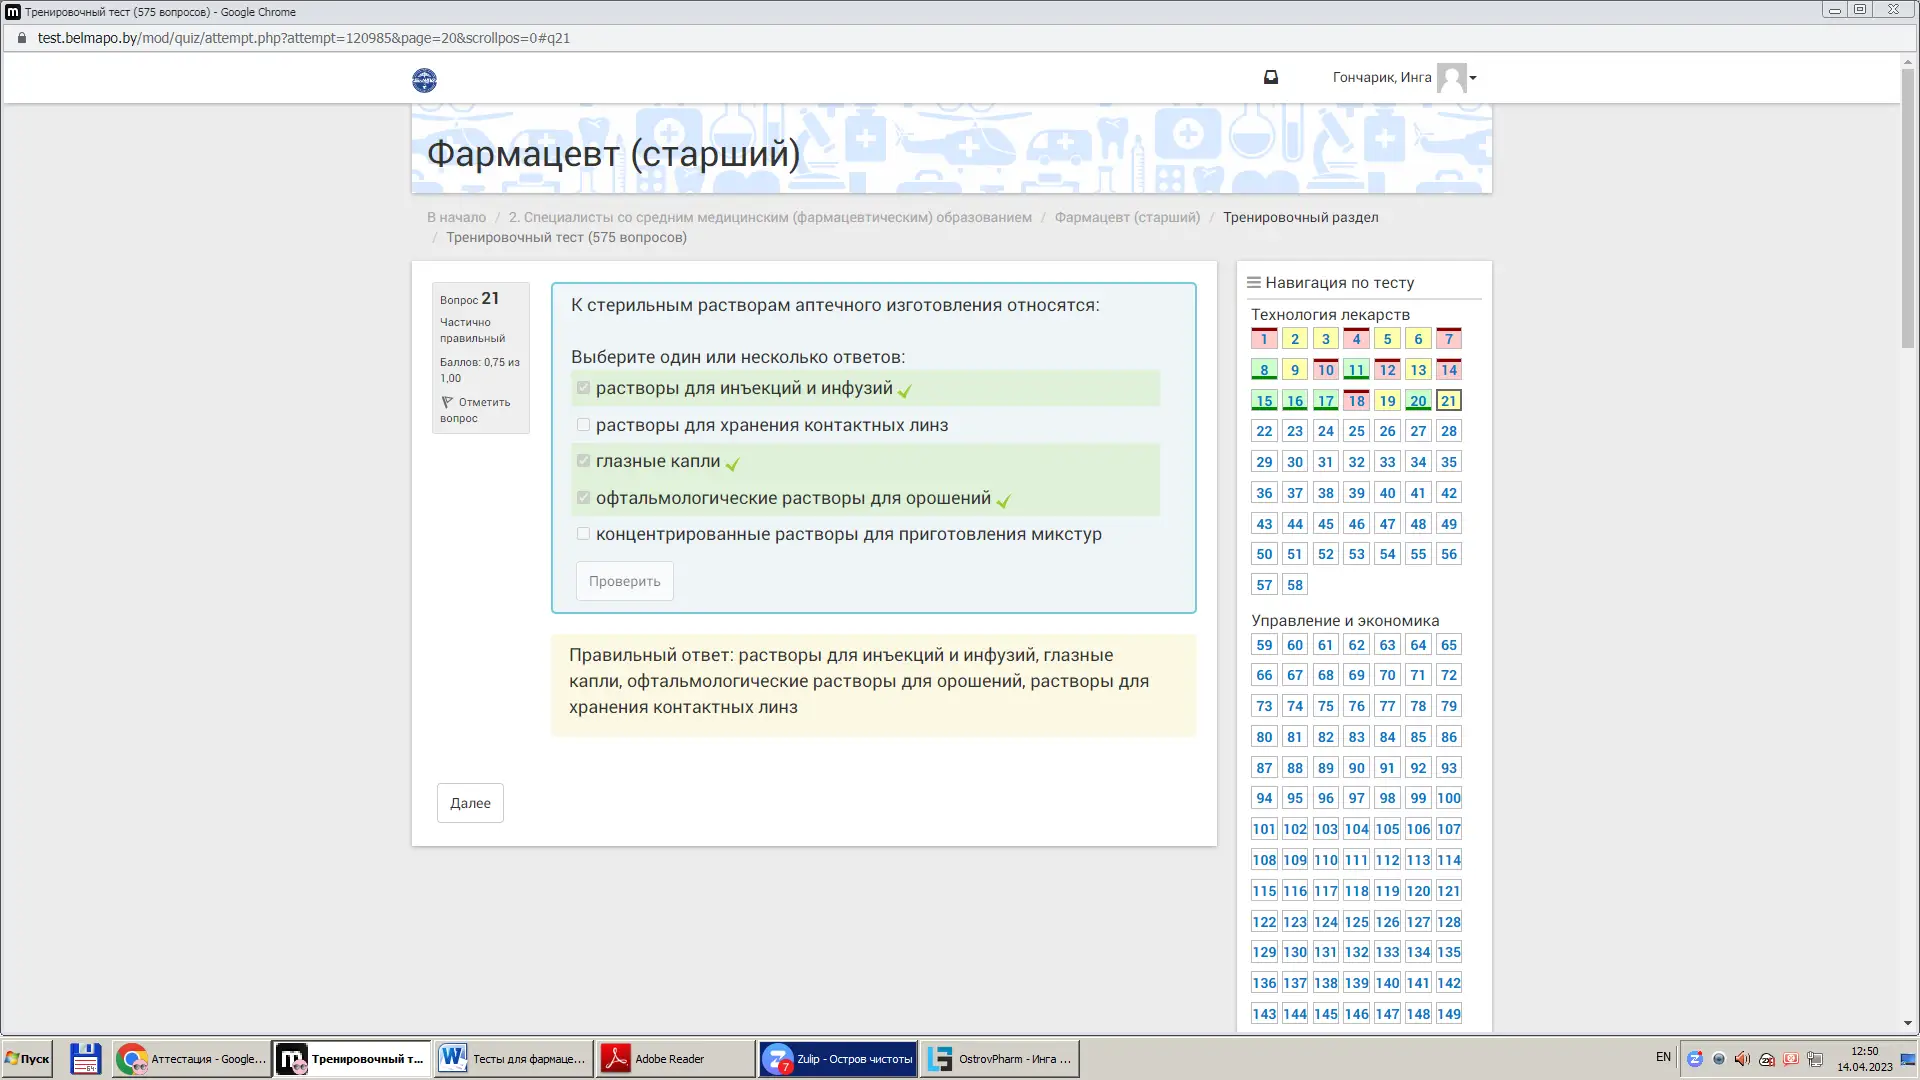 Тренировочный тест (575 вопросов) - Google Chrome
test.belmapo.by/mod/quiz/attempt.php?attempt=120985&page=20&scrollpos=0#q21
Гончарик, Инга
Фармацевт (старший)
В начало / 2. Специалисты со средним медицинским (фармацевтическим) образованием / Фармацевт (старший) / Тренировочный раздел
/ Тренировочный тест (575 вопросов)
Вопрос 21
Частично
правильный
Баллов: 0,75 из
1,00
Отметить
вопрос
К стерильным растворам аптечного изготовления относятся:
Выберите один или несколько ответов:
растворы для инъекций и инфузий
растворы для хранения контактных линз
глазные капли
офтальмологические растворы для орошений
концентрированные растворы для приготовления микстур
Проверить
Правильный ответ: растворы для инъекций и инфузий, глазные
капли, офтальмологические растворы для орошений, растворы для
хранения контактных линз
Далее
Навигация по тесту
Технология лекарств
1 2 3 4 5 6 7
8 9 10 11 12 13 14
15 16 17 18 19 20 21
22 23 24 25 26 27 28
29 30 31 32 33 34 35
36 37 38 39 40 41 42
43 44 45 46 47 48 49
50 51 52 53 54 55 56
57 58
Управление и экономика
59 60 61 62 63 64 65
66 67 68 69 70 71 72
73 74 75 76 77 78 79
80 81 82 83 84 85 86
87 88 89 90 91 92 93
94 95 96 97 98 99 100
101 102 103 104 105 106 107
108 109 110 111 112 113 114
115 116 117 118 119 120 121
122 123 124 125 126 127 128
129 130 131 132 133 134 135
136 137 138 139 140 141 142
143 144 145 146 147 148 149
Пуск
Аттестация - Google...
Тренировочный т...
Тесты для фармаце...
Adobe Reader
7
Zulip - Остров чистоты
OstrovPharm - Инга ...
EN
12:50
14.04.2023